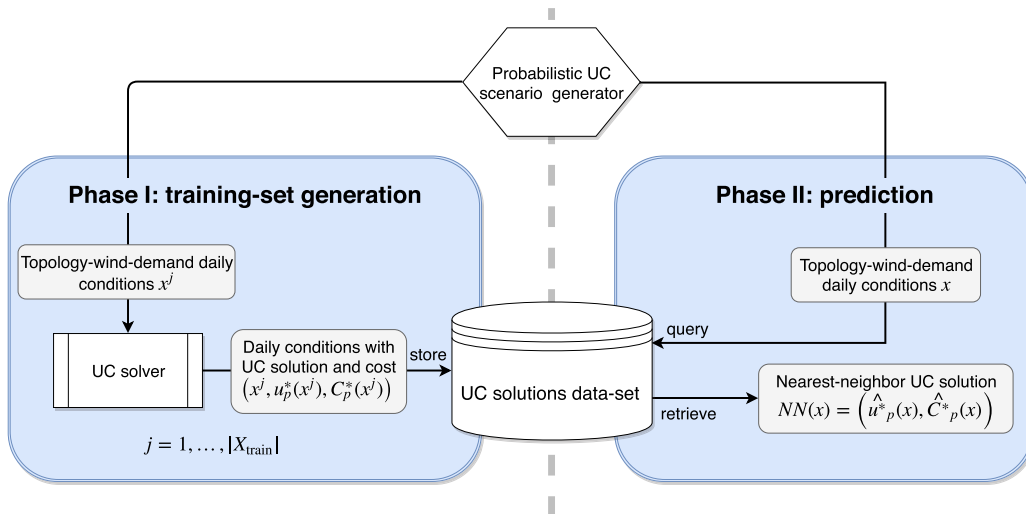 Probabilistic UC
scenario generator
Phase I: training-set generation
Topology-wind-demand daily
conditions x^j
UC solver
Daily conditions with
UC solution and cost
(x^j, u_p^*(x^j), C_p^*(x^j))
store
j = 1, … , |X_train|
UC solutions data-set
Phase II: prediction
Topology-wind-demand
daily conditions x
query
retrieve
Nearest-neighbor UC solution
NN(x) = (û*_p(x), Ĉ*_p(x))